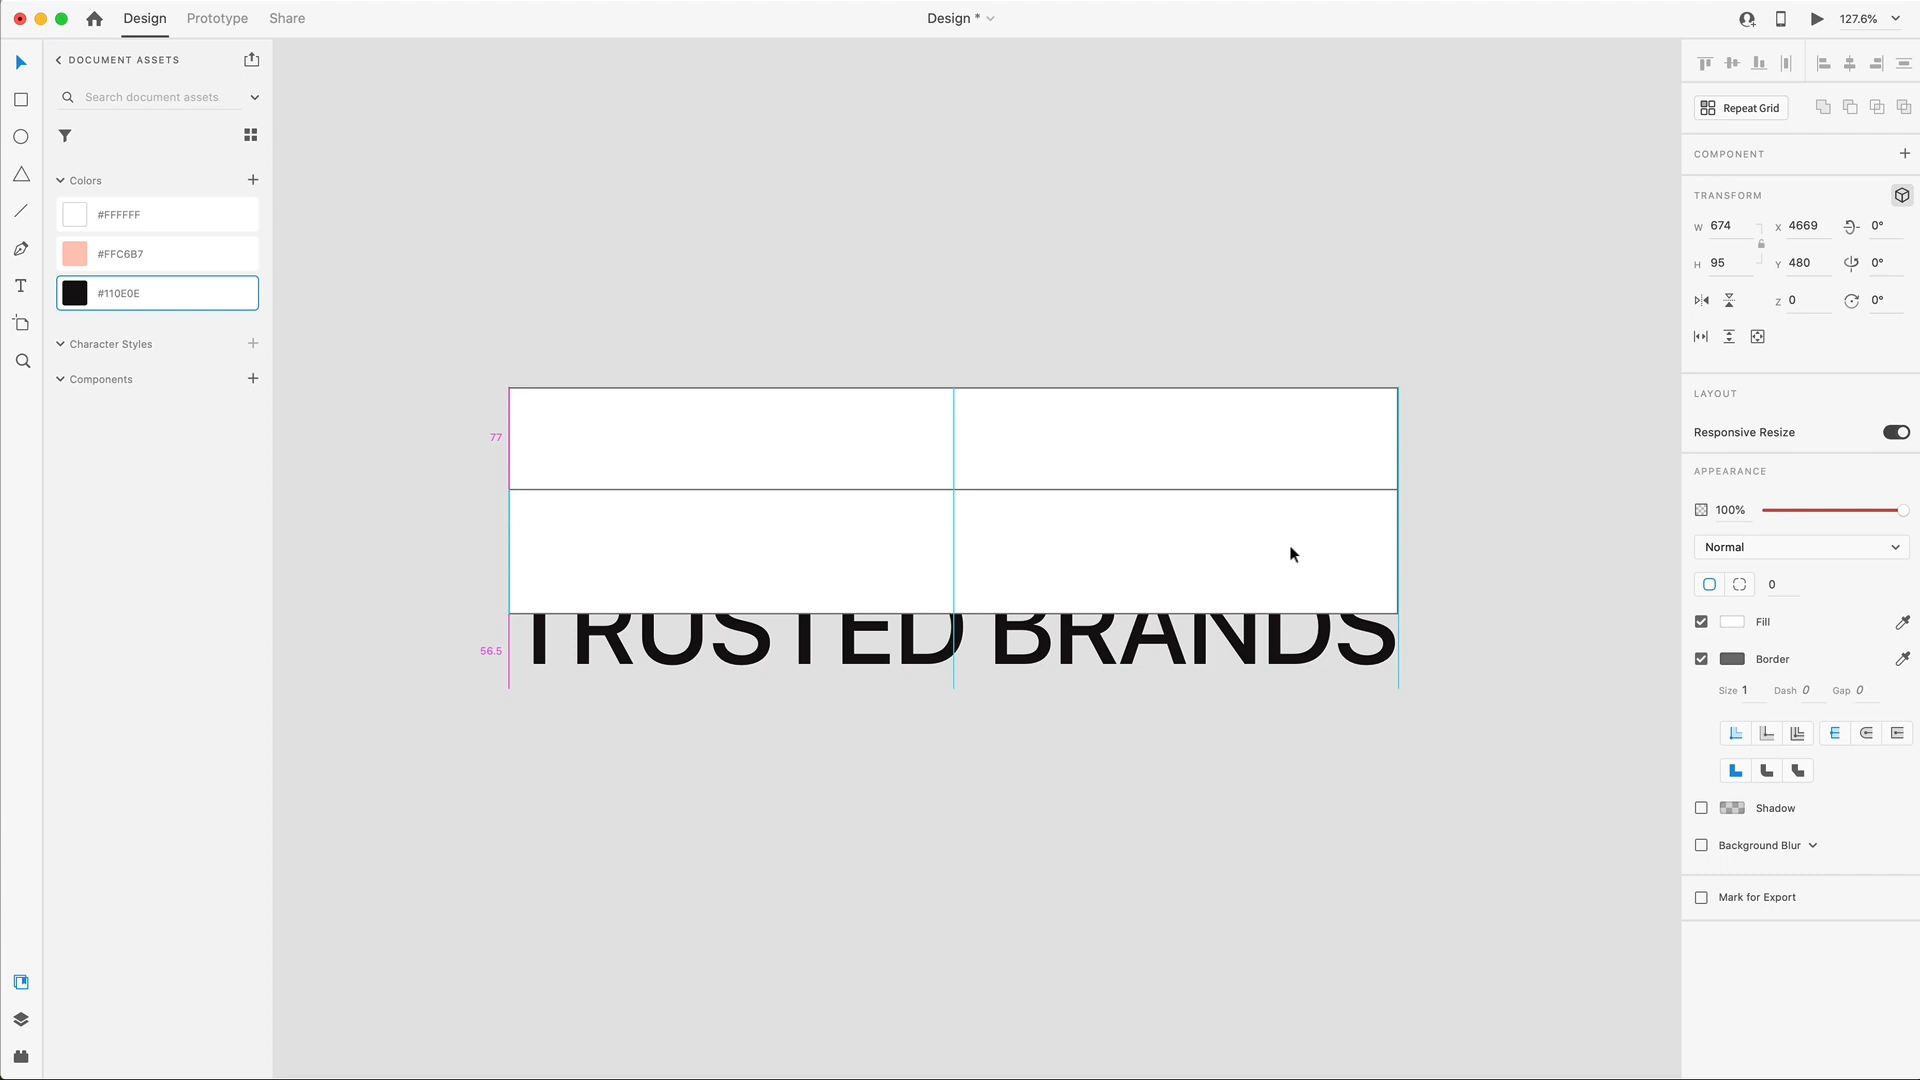 Design
Prototype
Share
Design *
127.6%
DOCUMENT ASSETS
Search document assets
Colors
#FFFFFF
#FFC6B7
#110E0E
Character Styles
Components
77
56.5
TRUSTED BRANDS
Repeat Grid
COMPONENT
TRANSFORM
W 674 X 4669 0°
H 95 Y 480 0°
Z 0 0°
LAYOUT
Responsive Resize
APPEARANCE
100%
Normal
0
Fill
Border
Size 1 Dash 0 Gap 0
Shadow
Background Blur
Mark for Export
T